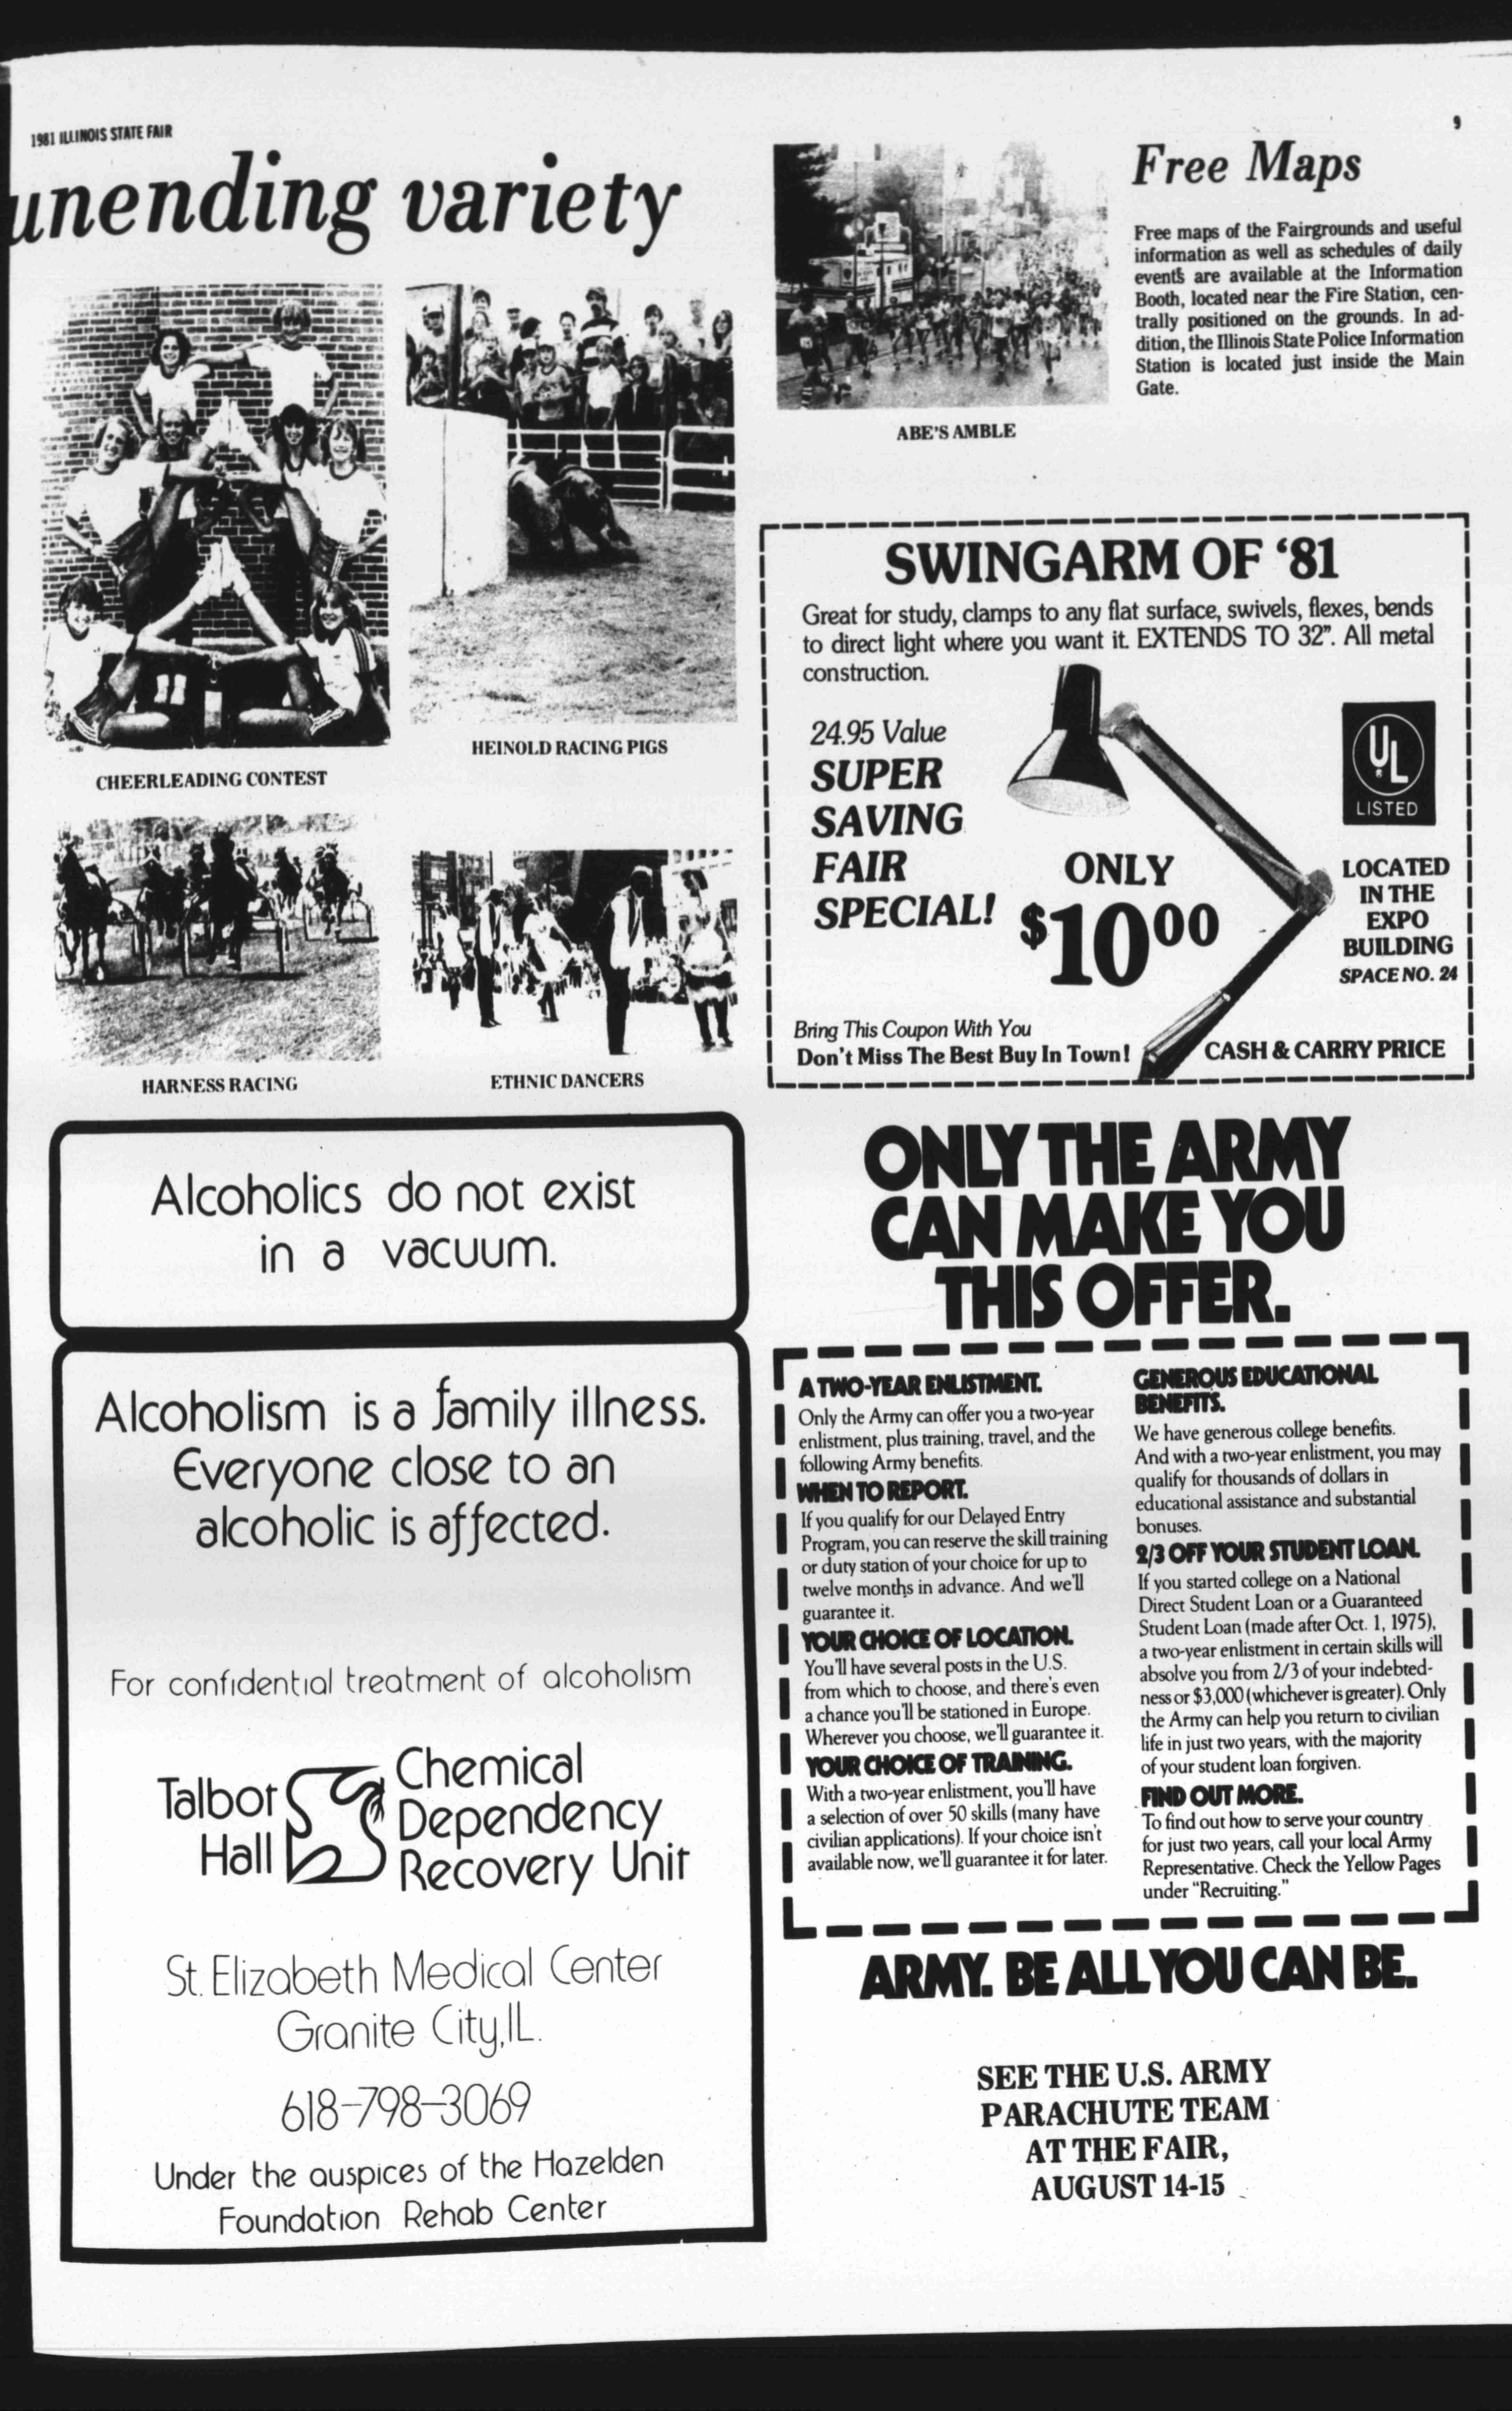 1981 ILLINOIS STATE FAIR
9
unending variety
CHEERLEADING CONTEST
HEINOLD RACING PIGS
HARNESS RACING
ETHNIC DANCERS
ABE'S AMBLE
Free Maps
Free maps of the Fairgrounds and useful
information as well as schedules of daily
events are available at the Information
Booth, located near the Fire Station, cen-
trally positioned on the grounds. In ad-
dition, the Illinois State Police Information
Station is located just inside the Main
Gate.
SWINGARM OF ‘81
Great for study, clamps to any flat surface, swivels, flexes, bends
to direct light where you want it. EXTENDS TO 32”. All metal
construction.
24.95 Value
SUPER
SAVING
FAIR
SPECIAL!
ONLY
$1000
UL
LISTED
LOCATED
IN THE
EXPO
BUILDING
SPACE NO. 24
Bring This Coupon With You
Don't Miss The Best Buy In Town!
CASH & CARRY PRICE
Alcoholics do not exist
in a vacuum.
Alcoholism is a family illness.
Everyone close to an
alcoholic is affected.
For confidential treatment of alcoholism
Talbot
Hall
Chemical
Dependency
Recovery Unit
St. Elizabeth Medical Center
Granite City, IL.
618-798-3069
Under the auspices of the Hazelden
Foundation Rehab Center
ONLY THE ARMY
CAN MAKE YOU
THIS OFFER.
A TWO-YEAR ENLISTMENT.
Only the Army can offer you a two-year
enlistment, plus training, travel, and the
following Army benefits.
WHEN TO REPORT.
If you qualify for our Delayed Entry
Program, you can reserve the skill training
or duty station of your choice for up to
twelve months in advance. And we'll
guarantee it.
YOUR CHOICE OF LOCATION.
You'll have several posts in the U.S.
from which to choose, and there's even
a chance you'll be stationed in Europe.
Wherever you choose, we'll guarantee it.
YOUR CHOICE OF TRAINING.
With a two-year enlistment, you'll have
a selection of over 50 skills (many have
civilian applications). If your choice isn't
available now, we'll guarantee it for later.
GENEROUS EDUCATIONAL
BENEFITS.
We have generous college benefits.
And with a two-year enlistment, you may
qualify for thousands of dollars in
educational assistance and substantial
bonuses.
2/3 OFF YOUR STUDENT LOAN.
If you started college on a National
Direct Student Loan or a Guaranteed
Student Loan (made after Oct. 1, 1975),
a two-year enlistment in certain skills will
absolve you from 2/3 of your indebted-
ness or $3,000 (whichever is greater). Only
the Army can help you return to civilian
life in just two years, with the majority
of your student loan forgiven.
FIND OUT MORE.
To find out how to serve your country
for just two years, call your local Army
Representative. Check the Yellow Pages
under "Recruiting."
ARMY. BE ALL YOU CAN BE.
SEE THE U.S. ARMY
PARACHUTE TEAM
AT THE FAIR,
AUGUST 14-15